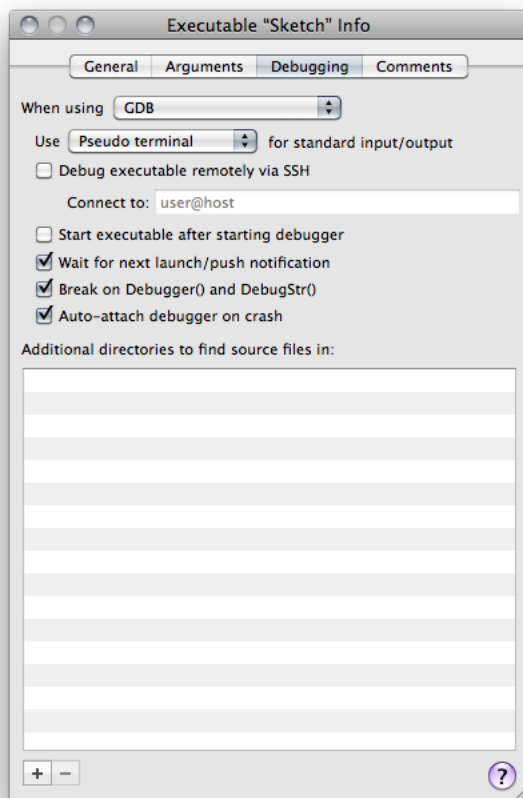 Executable “Sketch” Info
General Arguments Debugging Comments
When using GDB
Use Pseudo terminal for standard input/output
Debug executable remotely via SSH
Connect to: user@host
Start executable after starting debugger
Wait for next launch/push notification
Break on Debugger() and DebugStr()
Auto-attach debugger on crash
Additional directories to find source files in:
+ − ?